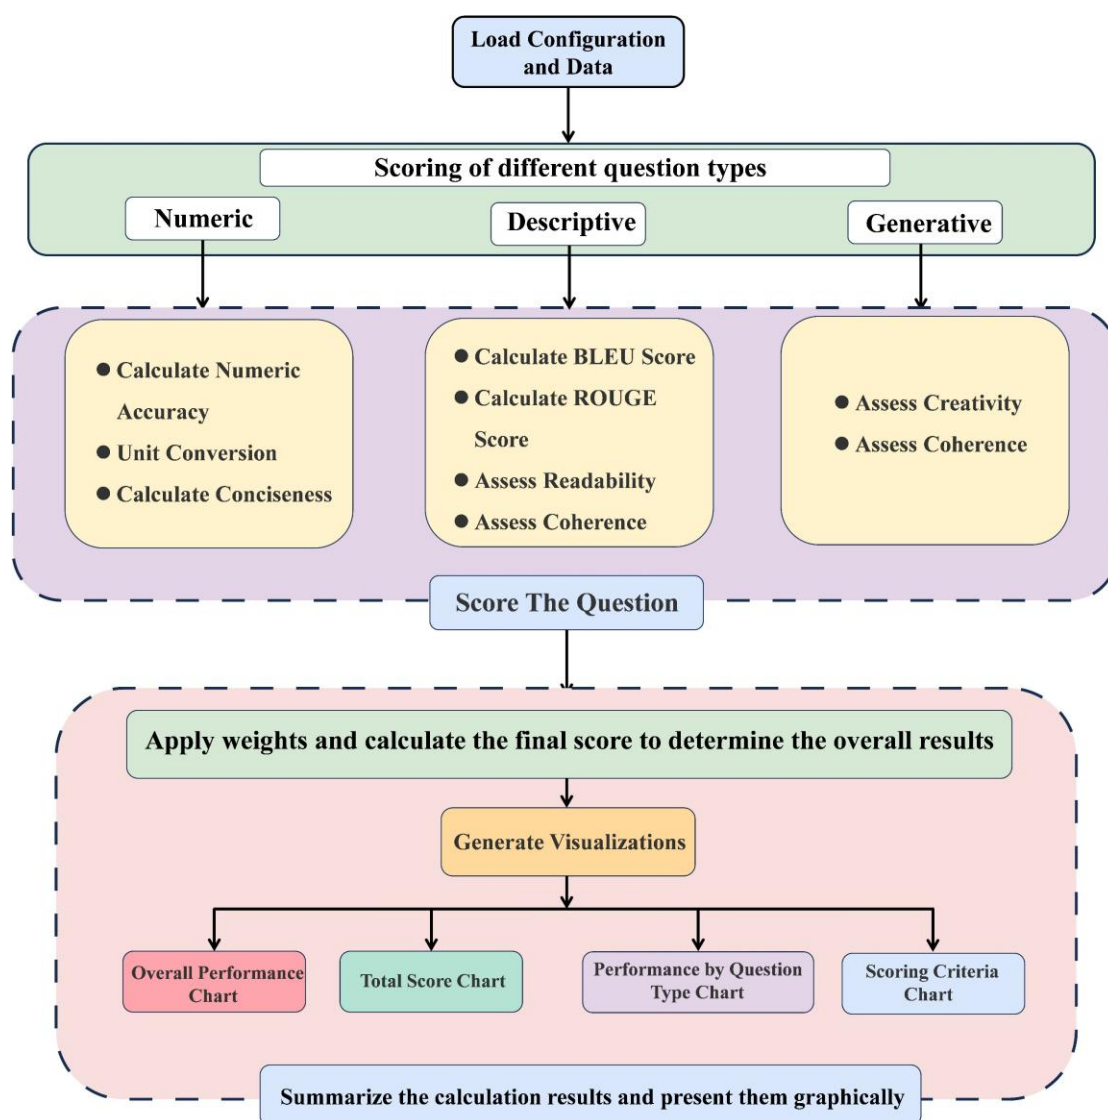 Load Configuration
and Data
Scoring of different question types
Numeric
Descriptive
Generative
● Calculate Numeric
Accuracy
● Unit Conversion
● Calculate Conciseness
● Calculate BLEU Score
● Calculate ROUGE
Score
● Assess Readability
● Assess Coherence
● Assess Creativity
● Assess Coherence
Score The Question
Apply weights and calculate the final score to determine the overall results
Generate Visualizations
Overall Performance
Chart
Total Score Chart
Performance by Question
Type Chart
Scoring Criteria
Chart
Summarize the calculation results and present them graphically